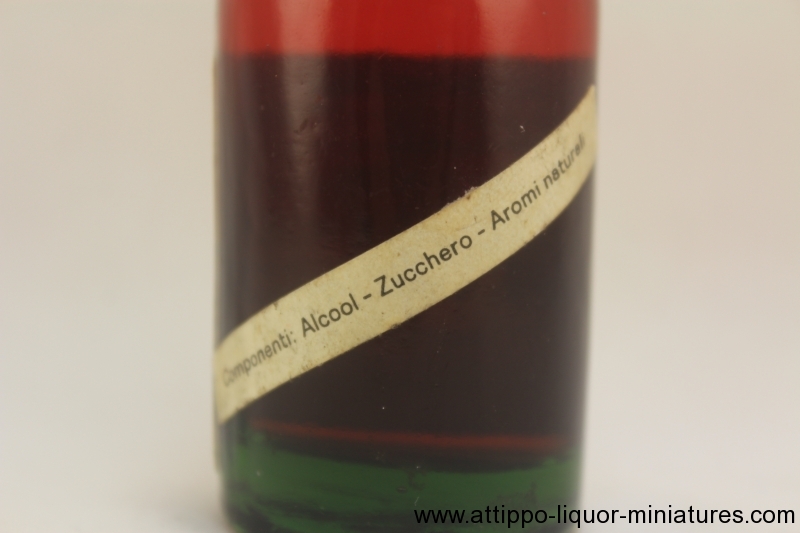 Componenti: Alcool - Zucchero - Aromi naturali
www.attippo-liquor-miniatures.com